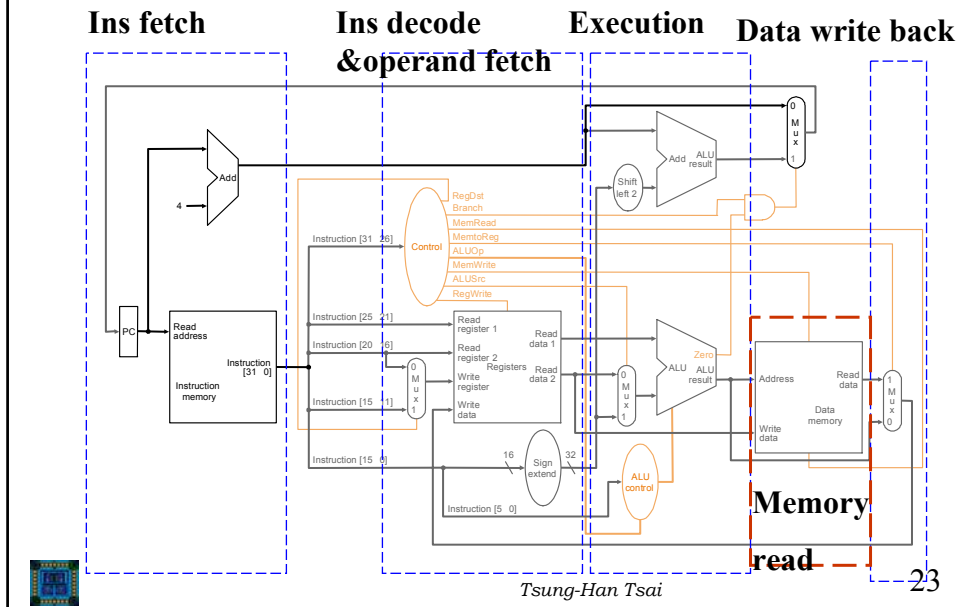 Ins fetch
Ins decode
&operand fetch
Execution
Data write back
0
M
u
x
1
Add
ALU
result
Add
Shift
left 2
4
RegDst
Branch
MemRead
MemtoReg
ALUOp
MemWrite
ALUSrc
RegWrite
Control
Instruction [31 26]
Instruction [25 21]
Instruction [20 16]
Instruction [15 11]
Instruction [15 0]
Instruction [5 0]
PC
Read
address
Instruction
[31 0]
Instruction
memory
0
M
u
x
1
Read
register 1
Read
register 2
Registers
Write
register
Write
data
Read
data 1
Read
data 2
0
M
u
x
1
Zero
ALU
ALU
result
Address
Read
data
Data
memory
Write
data
1
M
u
x
0
16
Sign
extend
32
ALU
control
Memory
read
Tsung-Han Tsai
23